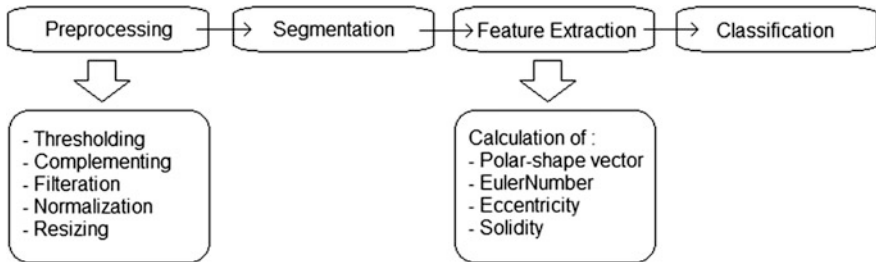 Preprocessing
Segmentation
Feature Extraction
Classification
- Thresholding
- Complementing
- Filteration
- Normalization
- Resizing
Calculation of :
- Polar-shape vector
- EulerNumber
- Eccentricity
- Solidity